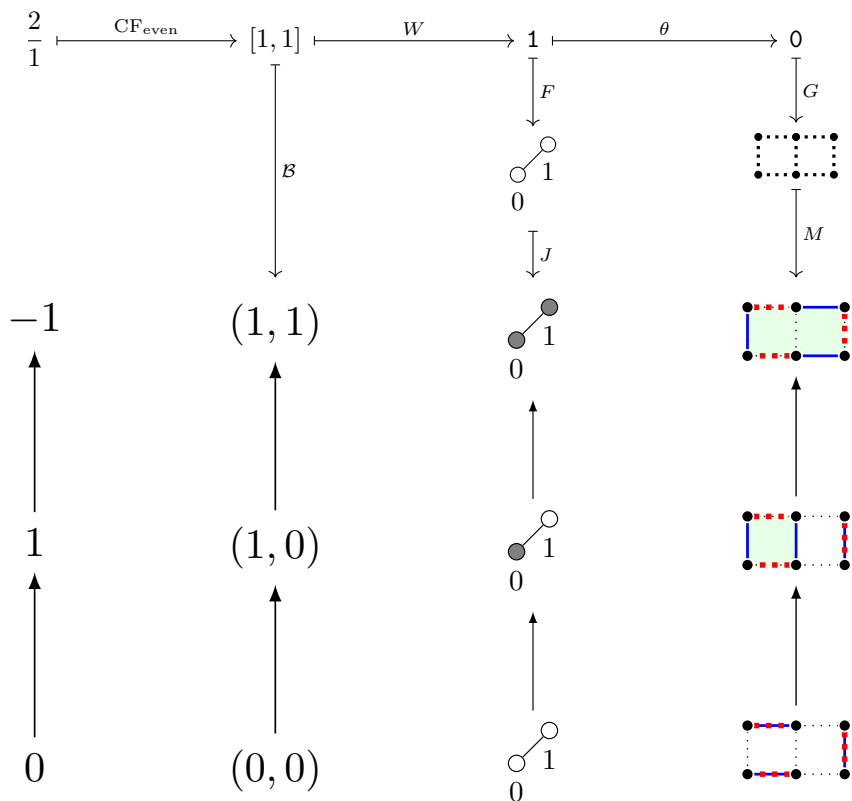 2/1 CF_even [1, 1] W 1 θ 0
F G
B
1
0
J M
−1 (1, 1) 1
0
1 (1, 0) 1
0
0 (0, 0) 1
0